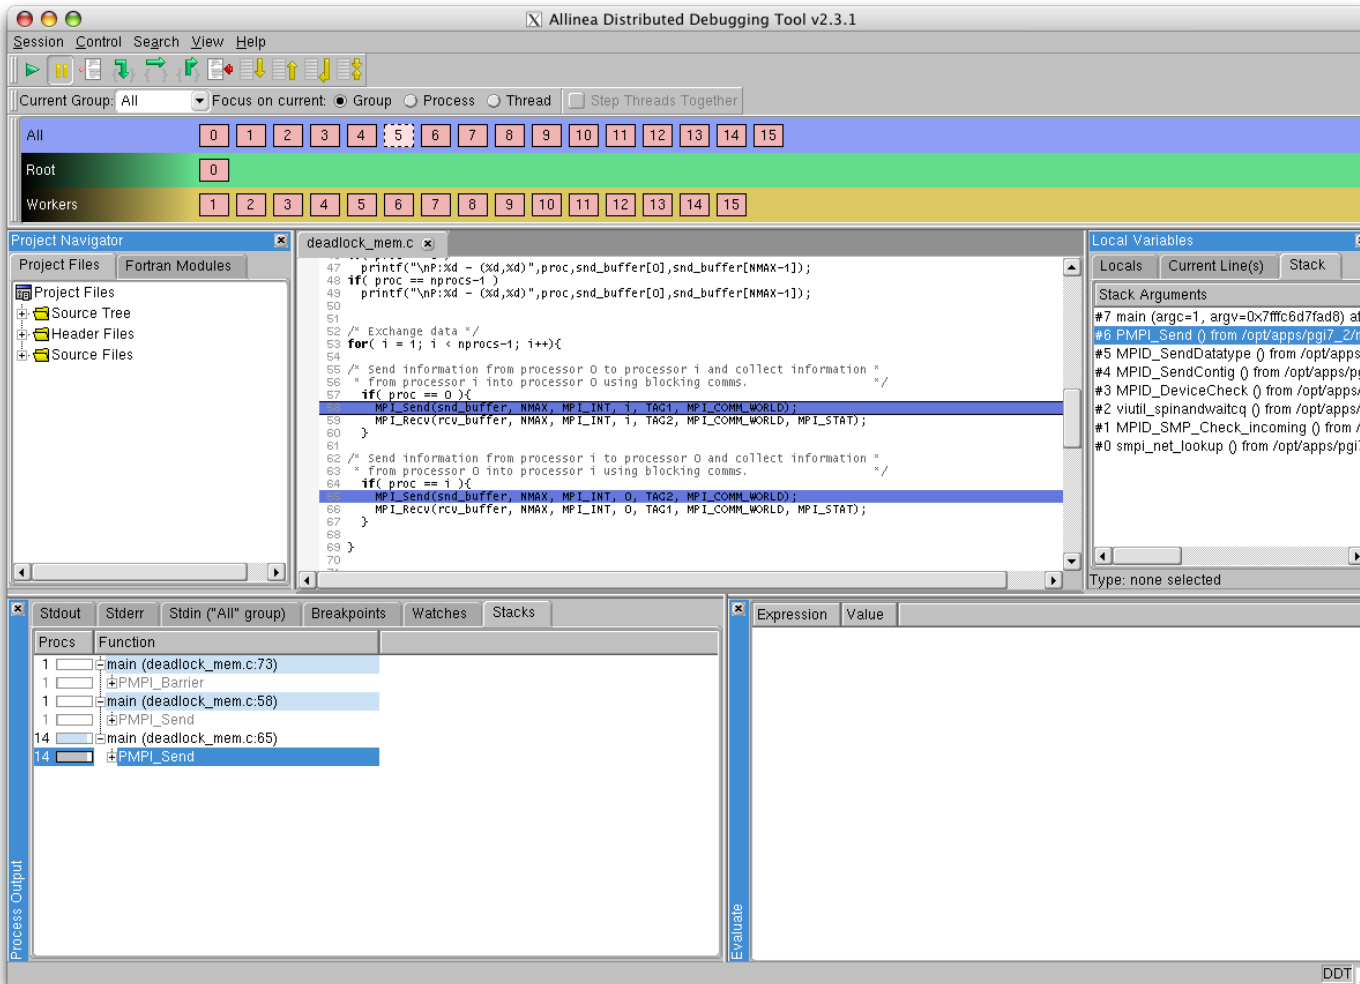 Allinea Distributed Debugging Tool v2.3.1
Session Control Search View Help
Current Group: All Focus on current: Group Process Thread Step Threads Together
All 0 1 2 3 4 5 6 7 8 9 10 11 12 13 14 15
Root 0
Workers 1 2 3 4 5 6 7 8 9 10 11 12 13 14 15
Project Navigator
Project Files Fortran Modules
Project Files
Source Tree
Header Files
Source Files
deadlock_mem.c
47 printf("\nP:%d - (%d,%d)",proc,snd_buffer[0],snd_buffer[NMAX-1]);
48 if( proc == nprocs-1 )
49 printf("\nP:%d - (%d,%d)",proc,snd_buffer[0],snd_buffer[NMAX-1]);
50
51
52 /* Exchange data */
53 for( i = 1; i < nprocs-1; i++){
54
55 /* Send information from processor 0 to processor i and collect information *
56 * from processor i into processor 0 using blocking comms. */
57 if( proc == 0 ){
58 MPI_Send(snd_buffer, NMAX, MPI_INT, i, TAG1, MPI_COMM_WORLD);
59 MPI_Recv(rcv_buffer, NMAX, MPI_INT, i, TAG2, MPI_COMM_WORLD, MPI_STAT);
60 }
61
62 /* Send information from processor i to processor 0 and collect information *
63 * from processor 0 into processor i using blocking comms. */
64 if( proc == i ){
65 MPI_Send(snd_buffer, NMAX, MPI_INT, 0, TAG2, MPI_COMM_WORLD);
66 MPI_Recv(rcv_buffer, NMAX, MPI_INT, 0, TAG1, MPI_COMM_WORLD, MPI_STAT);
67 }
68
69 }
70
Local Variables
Locals Current Line(s) Stack
Stack Arguments
#7 main (argc=1, argv=0x7fffc6d7fad8) at
#6 PMPI_Send () from /opt/apps/pgi7_2/
#5 MPID_SendDatatype () from /opt/apps
#4 MPID_SendContig () from /opt/apps/pg
#3 MPID_DeviceCheck () from /opt/apps/
#2 viutil_spinandwaitcq () from /opt/apps/
#1 MPID_SMP_Check_incoming () from /
#0 smpi_net_lookup () from /opt/apps/pgi
Type: none selected
Stdout Stderr Stdin ("All" group) Breakpoints Watches Stacks
Procs Function
1 main (deadlock_mem.c:73)
1 PMPI_Barrier
1 main (deadlock_mem.c:58)
1 PMPI_Send
14 main (deadlock_mem.c:65)
14 PMPI_Send
Process Output
Expression Value
Evaluate
DDT